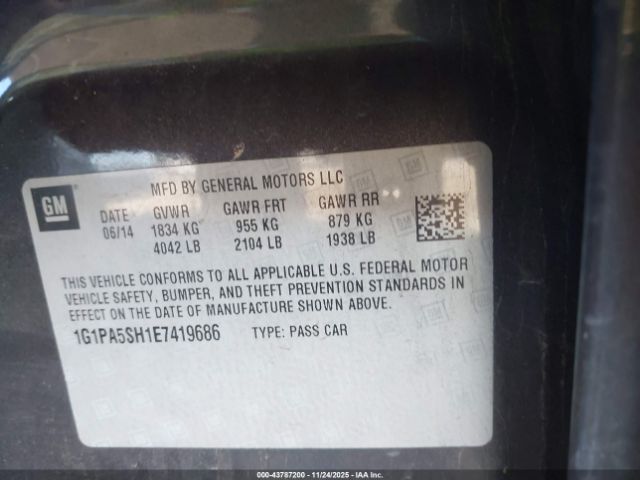 GM
MFD BY GENERAL MOTORS LLC
DATE GVWR GAWR FRT GAWR RR
06/14 1834 KG 955 KG 879 KG
4042 LB 2104 LB 1938 LB
THIS VEHICLE CONFORMS TO ALL APPLICABLE U.S. FEDERAL MOTOR
VEHICLE SAFETY, BUMPER, AND THEFT PREVENTION STANDARDS IN
EFFECT ON THE DATE OF MANUFACTURE SHOWN ABOVE.
1G1PA5SH1E7419686 TYPE: PASS CAR
000-43787200 - 11/24/2025 - IAA Inc.